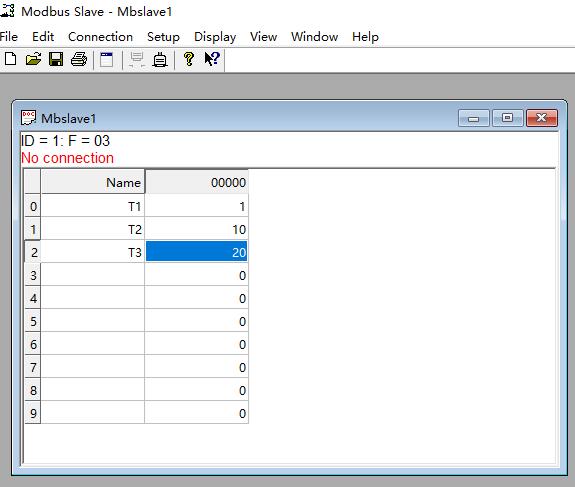 Modbus Slave - Mbslave1
File Edit Connection Setup Display View Window Help
Mbslave1
ID = 1: F = 03
No connection
Name 00000
0 T1 1
1 T2 10
2 T3 20
3 0
4 0
5 0
6 0
7 0
8 0
9 0